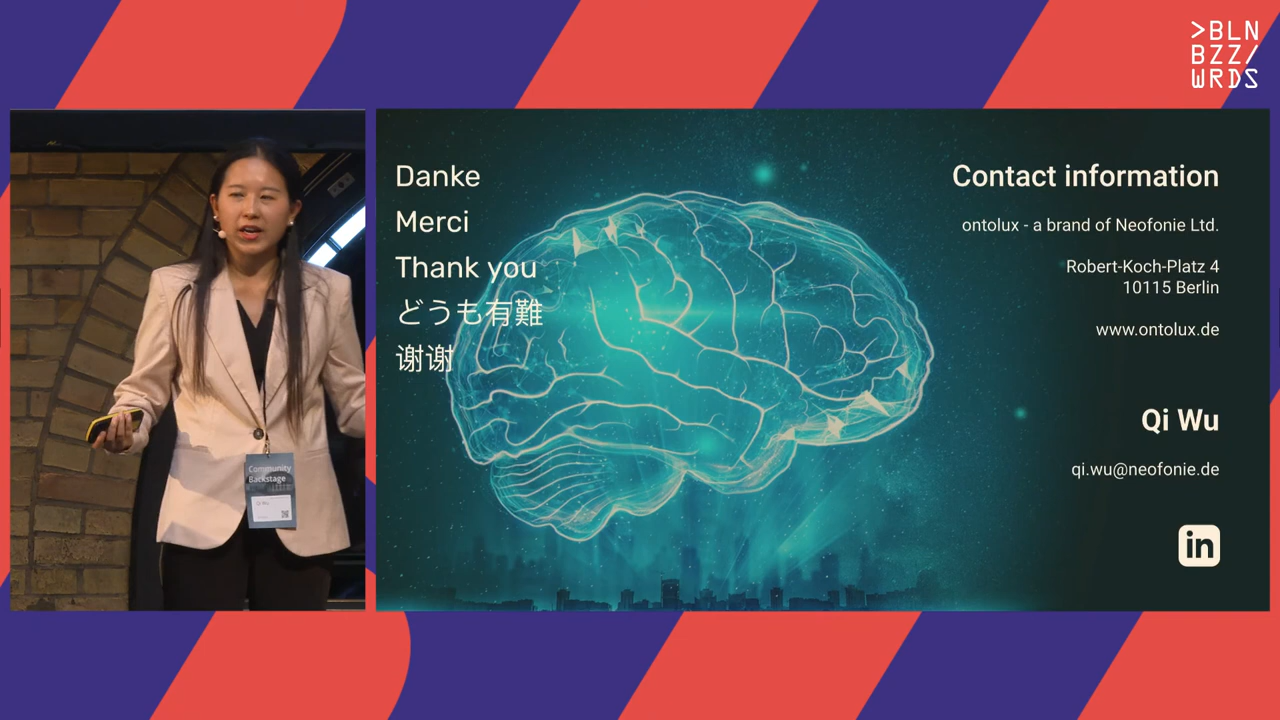 >BLN
BZZ/
WRDS
Danke
Merci
Thank you
どうも有難
谢谢
Contact information
ontolux - a brand of Neofonie Ltd.
Robert-Koch-Platz 4
10115 Berlin
www.ontolux.de
Qi Wu
qi.wu@neofonie.de
in
Community
Backstage
Qi Wu